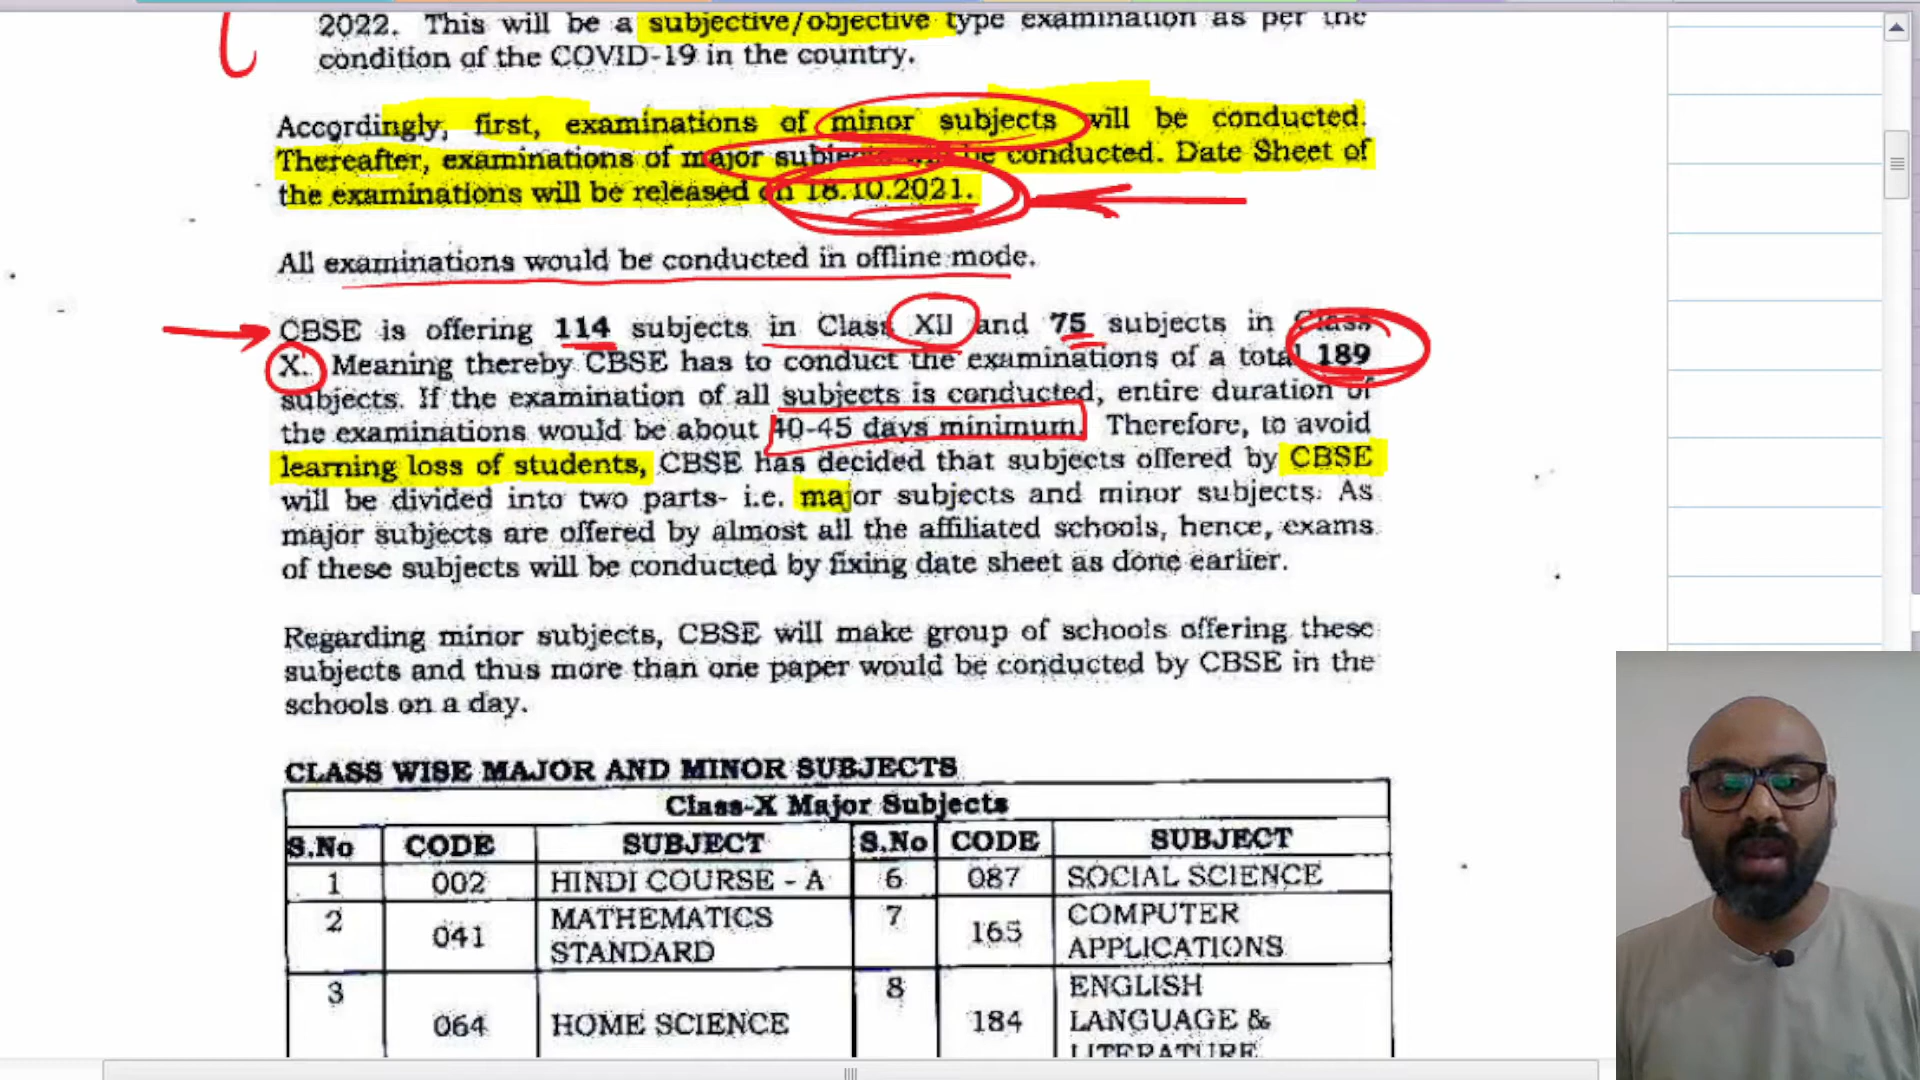 2022. This will be a subjective/objective type examination as per the
condition of the COVID-19 in the country.
Accordingly, first, examinations of minor subjects will be conducted.
Thereafter, examinations of major subjects will be conducted. Date Sheet of
the examinations will be released on 18.10.2021.
All examinations would be conducted in offline mode.
CBSE is offering 114 subjects in Class XII and 75 subjects in Class
X. Meaning thereby CBSE has to conduct the examinations of a total 189
subjects. If the examination of all subjects is conducted, entire duration of
the examinations would be about 40-45 days minimum. Therefore, to avoid
learning loss of students, CBSE has decided that subjects offered by CBSE
will be divided into two parts- i.e. major subjects and minor subjects. As
major subjects are offered by almost all the affiliated schools, hence, exams
of these subjects will be conducted by fixing date sheet as done earlier.
Regarding minor subjects, CBSE will make group of schools offering these
subjects and thus more than one paper would be conducted by CBSE in the
schools on a day.
CLASS WISE MAJOR AND MINOR SUBJECTS
Class-X Major Subjects
S.No CODE SUBJECT S.No CODE SUBJECT
1 002 HINDI COURSE - A 6 087 SOCIAL SCIENCE
2 041 MATHEMATICS STANDARD 7 165 COMPUTER APPLICATIONS
3 064 HOME SCIENCE 8 184 ENGLISH LANGUAGE & LITERATURE